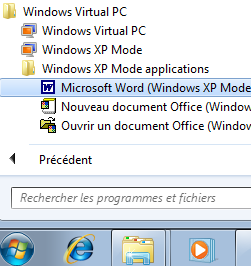 Windows Virtual PC
Windows Virtual PC
Windows XP Mode
Windows XP Mode applications
Microsoft Word (Windows XP Mode
Nouveau document Office (Window
Ouvrir un document Office (Window
Précédent
Rechercher les programmes et fichiers